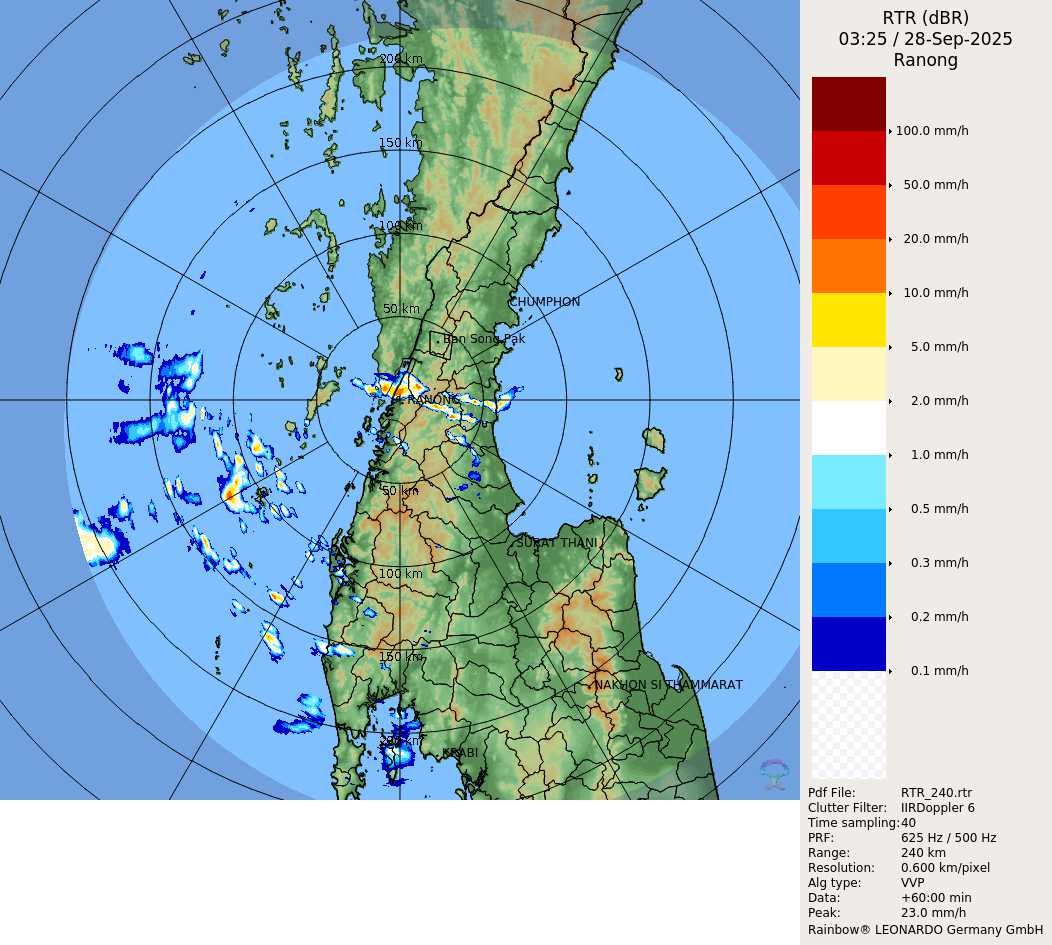 RTR (dBR)
03:25 / 28-Sep-2025
Ranong
200 km
150 km
100 km
50 km
CHUMPHON
Ban Song Pak
RANONG
50 km
SURAT THANI
100 km
150 km
NAKHON SI THAMMARAT
200 km
KRABI
100.0 mm/h
50.0 mm/h
20.0 mm/h
10.0 mm/h
5.0 mm/h
2.0 mm/h
1.0 mm/h
0.5 mm/h
0.3 mm/h
0.2 mm/h
0.1 mm/h
Pdf File: RTR_240.rtr
Clutter Filter: IIRDoppler 6
Time sampling:40
PRF: 625 Hz / 500 Hz
Range: 240 km
Resolution: 0.600 km/pixel
Alg type: VVP
Data: +60:00 min
Peak: 23.0 mm/h
Rainbow® LEONARDO Germany GmbH